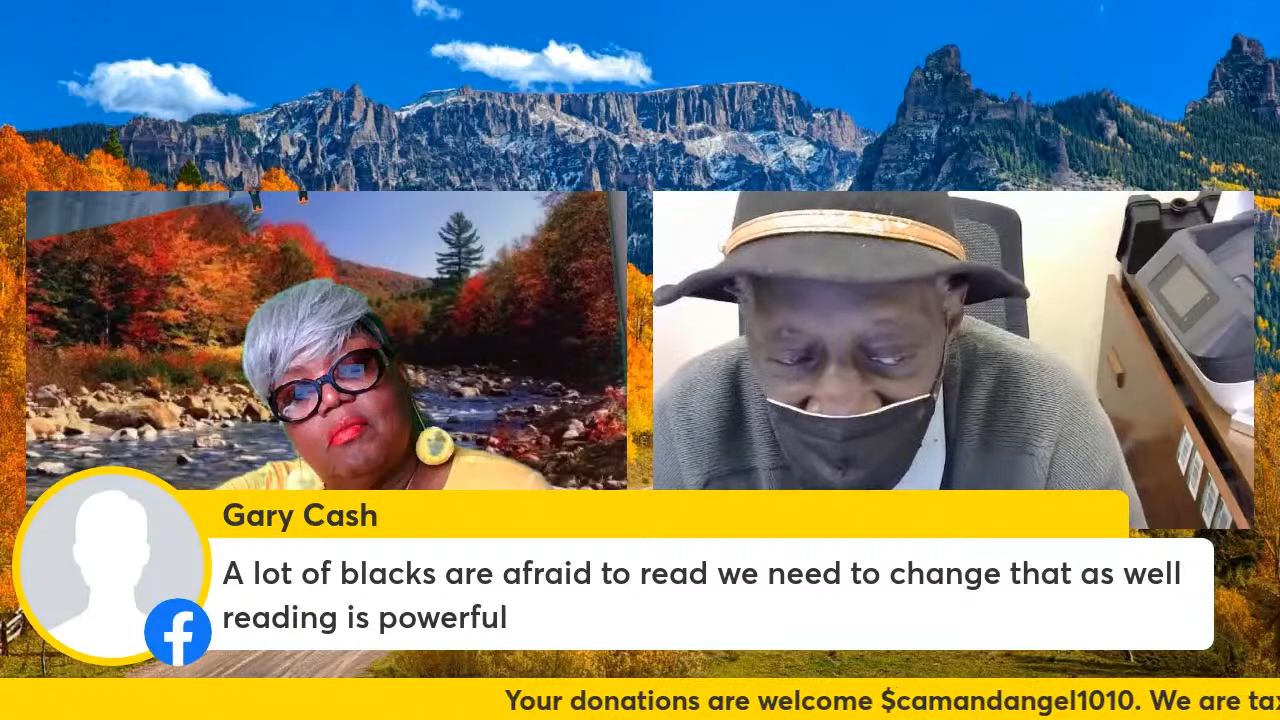 Gary Cash
A lot of blacks are afraid to read we need to change that as well
reading is powerful
Your donations are welcome $camandangel1010. We are tax